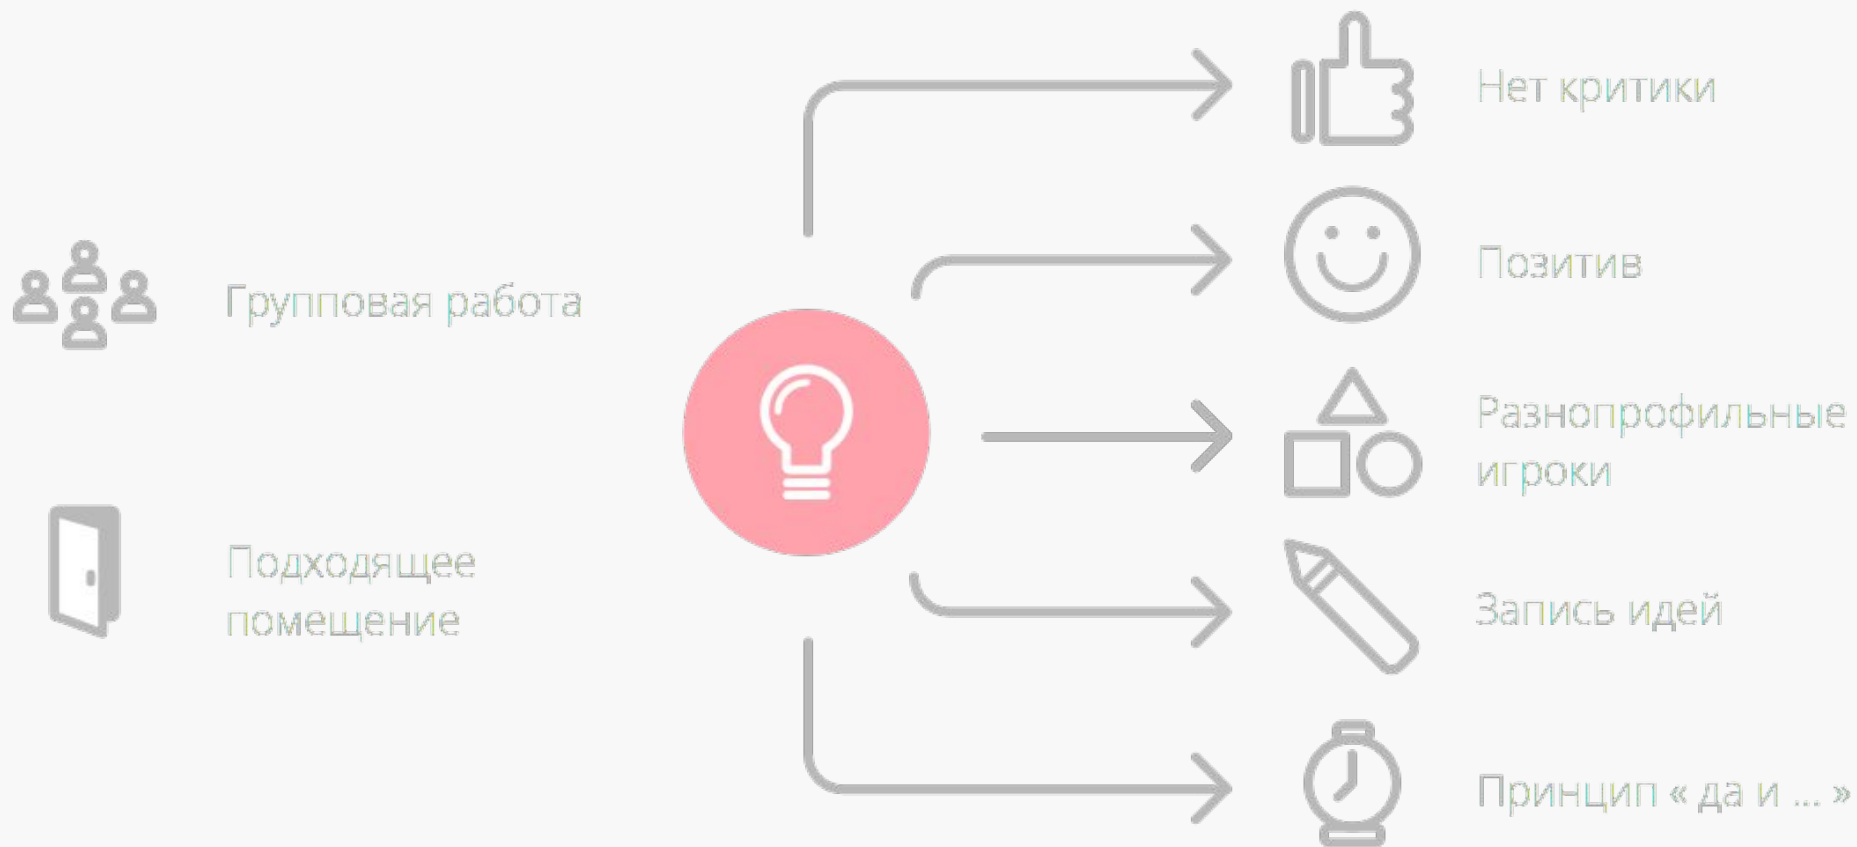 Групповая работа
Подходящее
помещение
Нет критики
Позитив
Разнопрофильные
игроки
Запись идей
Принцип « да и ... »